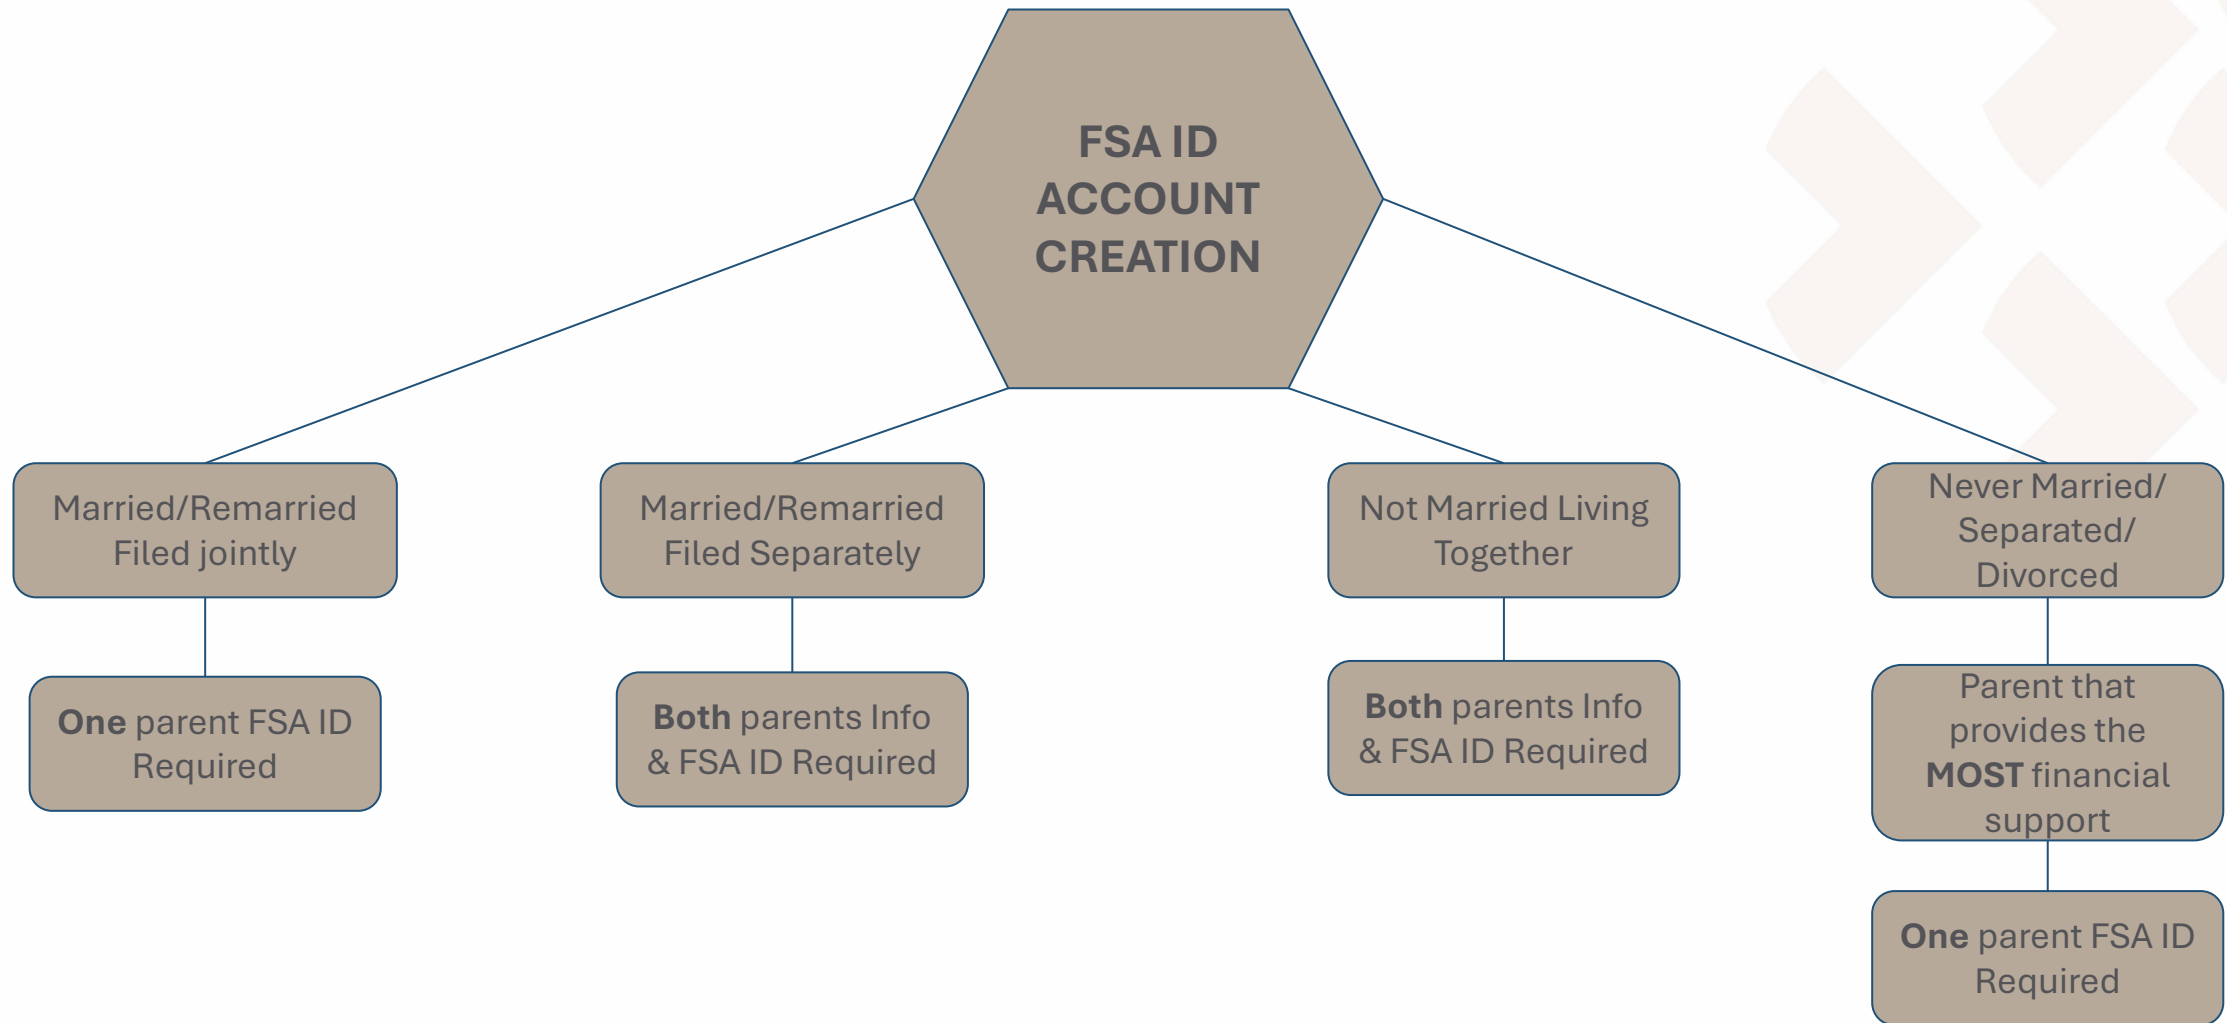 FSA ID
ACCOUNT
CREATION
Married/Remarried
Filed jointly
One parent FSA ID
Required
Married/Remarried
Filed Separately
Both parents Info
& FSA ID Required
Not Married Living
Together
Both parents Info
& FSA ID Required
Never Married/
Separated/
Divorced
Parent that
provides the
MOST financial
support
One parent FSA ID
Required